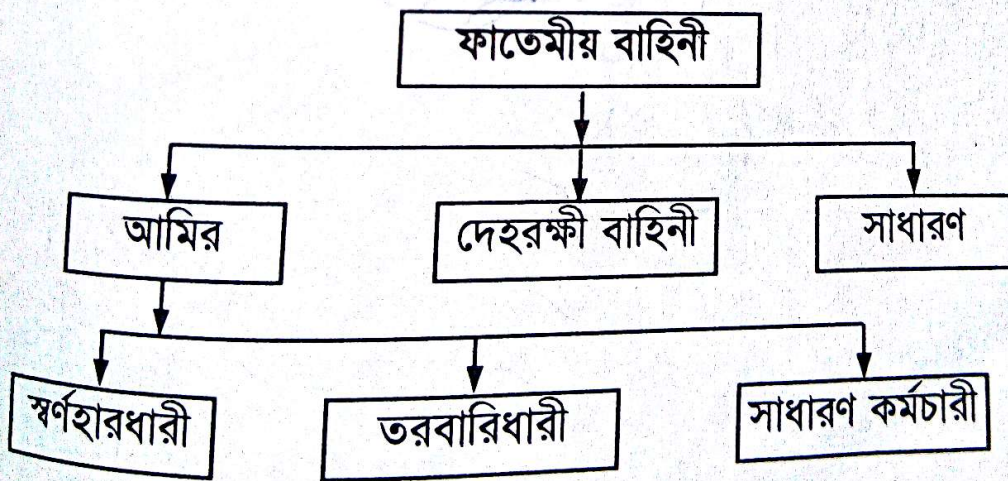 ফাতেমীয় বাহিনী
আমির
দেহরক্ষী বাহিনী
সাধারণ
স্বর্ণহারধারী
তরবারিধারী
সাধারণ কর্মচারী